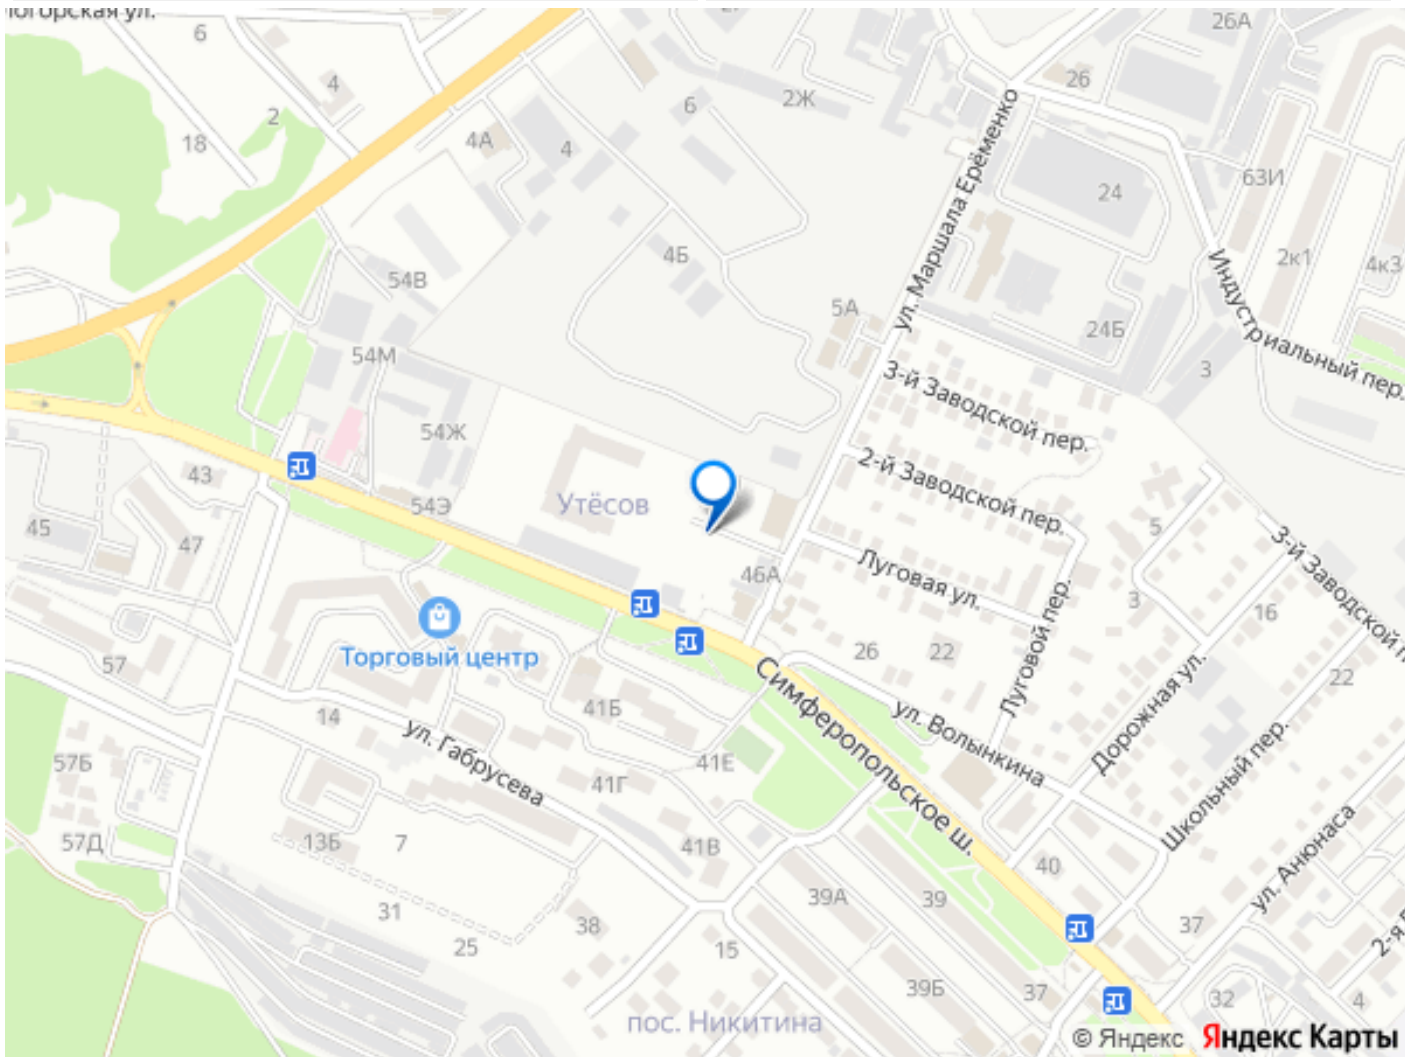 логорская ул.
6
26А
4
26
6
2Ж
2
4А
18
4
63И
24
ул. Маршала Ерёменко
4Б
2к1
4к3
54В
5А
Индустриальный пер.
24Б
54М
3
3-й Заводской пер.
54Ж
2-й Заводской пер.
43
Утёсов
54Э
45
5
47
3-й Заводской п
Луговая ул.
46А
3
16
Луговой пер.
Торговый центр
26
22
57
Симферопольское ш.
22
Дорожная ул.
14
41Б
ул. Волынкина
ул. Габрусева
57Б
41Е
Школьный пер.
41Г
57Д
13Б
7
41В
ул. Анюнаса
40
39А
39
31
38
37
25
15
2-я
39Б
37
32
4
пос. Никитина
© Яндекс Яндекс Карты